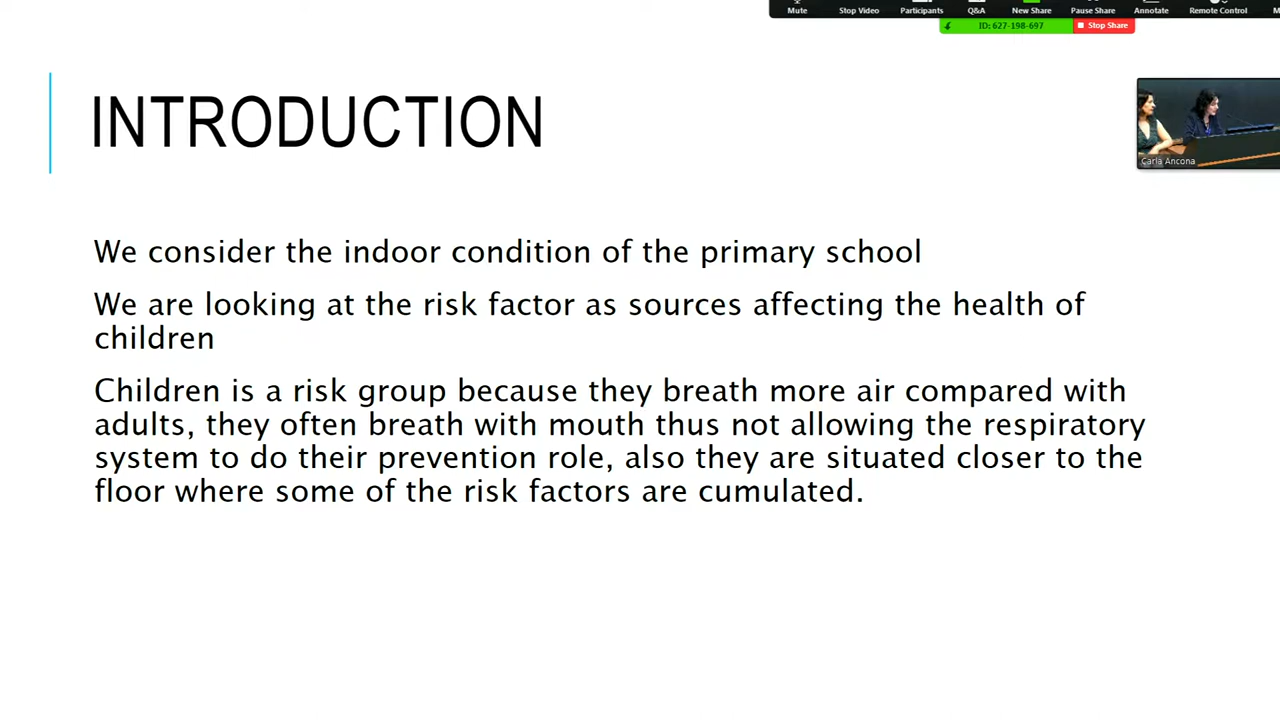 Mute Stop Video Participants Q&A New Share Pause Share Annotate Remote Control
ID: 627-198-697 Stop Share
INTRODUCTION
Carla Ancona
We consider the indoor condition of the primary school
We are looking at the risk factor as sources affecting the health of
children
Children is a risk group because they breath more air compared with
adults, they often breath with mouth thus not allowing the respiratory
system to do their prevention role, also they are situated closer to the
floor where some of the risk factors are cumulated.